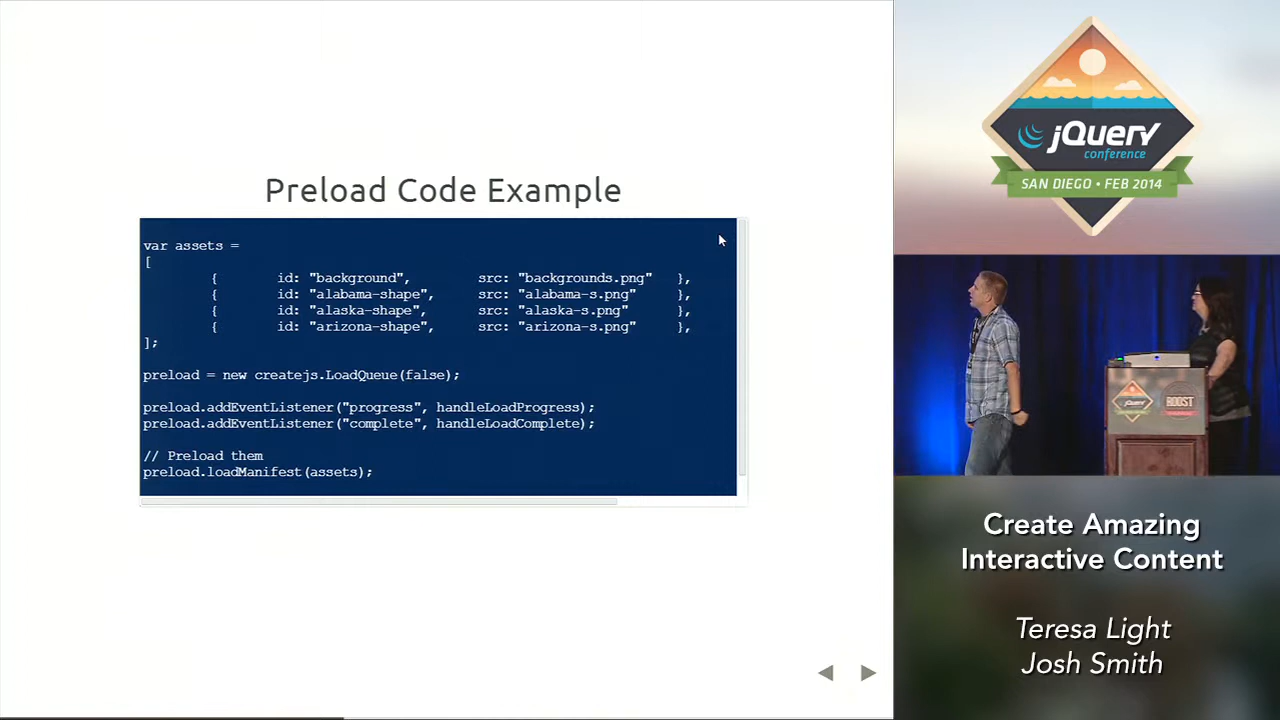 Preload Code Example
var assets =
[
{ id: "background", src: "backgrounds.png" },
{ id: "alabama-shape", src: "alabama-s.png" },
{ id: "alaska-shape", src: "alaska-s.png" },
{ id: "arizona-shape", src: "arizona-s.png" },
];
preload = new createjs.LoadQueue(false);
preload.addEventListener("progress", handleLoadProgress);
preload.addEventListener("complete", handleLoadComplete);
// Preload them
preload.loadManifest(assets);
jQuery
conference
SAN DIEGO • FEB 2014
jQuery
ROOST
Create Amazing
Interactive Content
Teresa Light
Josh Smith